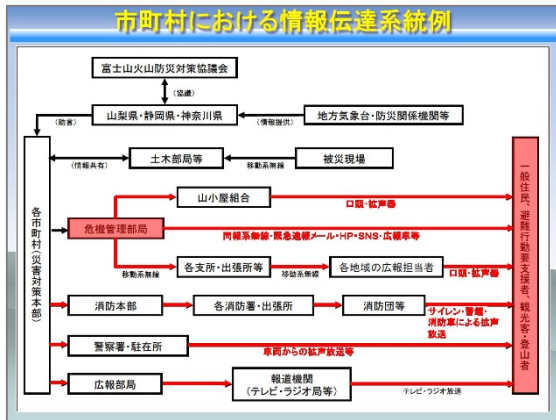 市町村における情報伝達系統例
富士山火山防災対策協議会
(協議)
山梨県・静岡県・神奈川県
(情報提供)
地方気象台・防災関係機関等
(助言)
(情報共有)
土木部局等
移動系無線
被災現場
各市町村(災害対策本部)
山小屋組合
口頭・拡声器
危機管理部局
同報系無線・緊急速報メール・HP・SNS・広報車等
移動系無線
各支所・出張所等
移動系無線
各地域の広報担当者
口頭・拡声器
消防本部
各消防署・出張所
消防団等
サイレン・警鐘・
消防車による拡声
放送
警察署・駐在所
車両からの拡声放送等
広報部局
報道機関
(テレビ・ラジオ局等)
テレビ・ラジオ放送
一般住民、避難行動要支援者、観光客・登山者